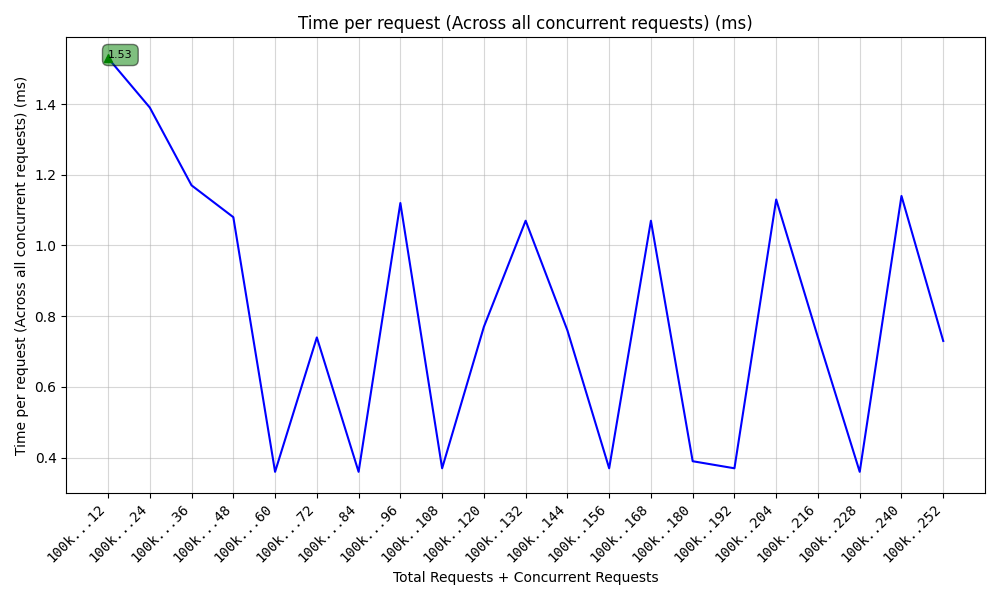 Time per request (Across all concurrent requests) (ms)
1.53
Time per request (Across all concurrent requests) (ms)
1.4
1.2
1.0
0.8
0.6
0.4
100k...12
100k...24
100k...36
100k...48
100k...60
100k...72
100k...84
100k...96
100k..108
100k..120
100k..132
100k..144
100k..156
100k..168
100k..180
100k..192
100k..204
100k..216
100k..228
100k..240
100k..252
Total Requests + Concurrent Requests